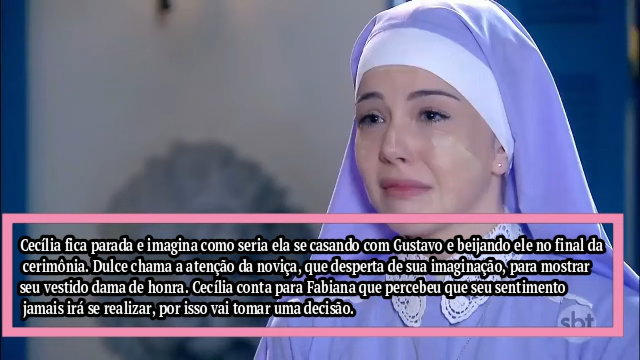 Cecília fica parada e imagina como seria ela se casando com Gustavo e beijando ele no final da
cerimônia. Dulce chama a atenção da noviça, que desperta de sua imaginação, para mostrar
seu vestido dama de honra. Cecília conta para Fabiana que percebeu que seu sentimento
jamais irá se realizar, por isso vai tomar uma decisão.
sbt